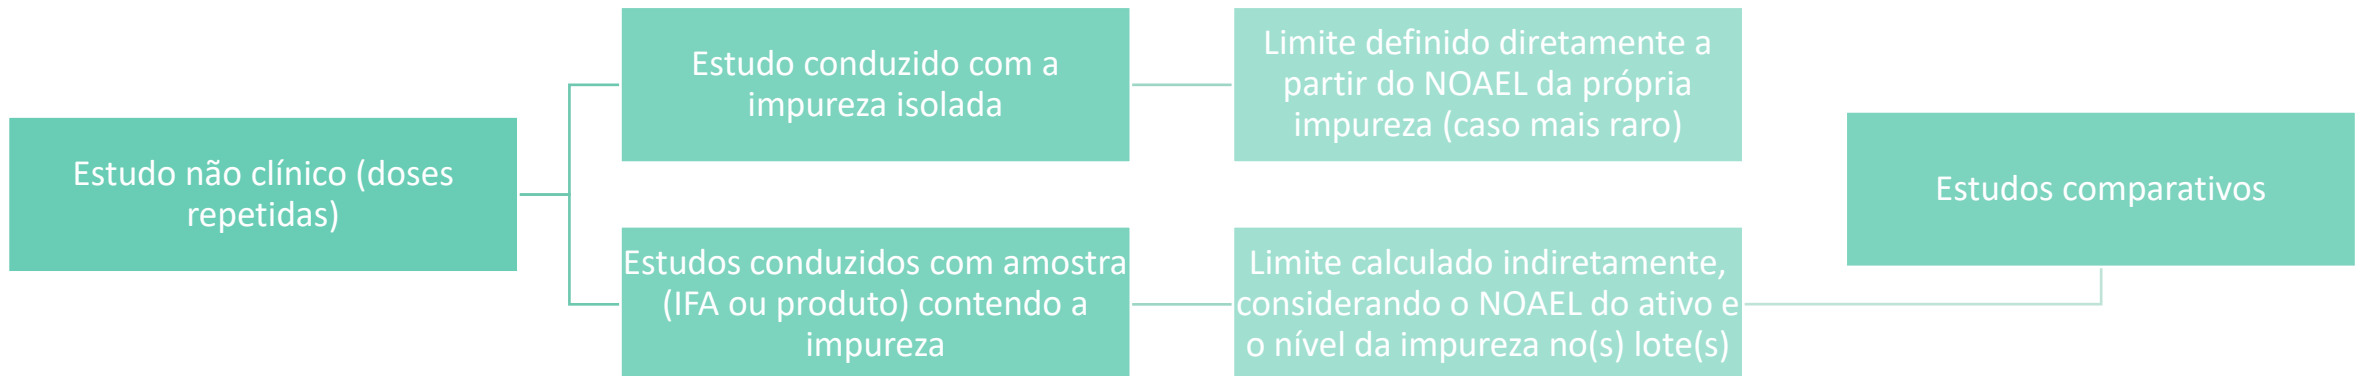 Estudo não clínico (doses
repetidas)
Estudo conduzido com a
impureza isolada
Limite definido diretamente a
partir do NOAEL da própria
impureza (caso mais raro)
Estudos conduzidos com amostra
(IFA ou produto) contendo a
impureza
Limite calculado indiretamente,
considerando o NOAEL do ativo e
o nível da impureza no(s) lote(s)
Estudos comparativos